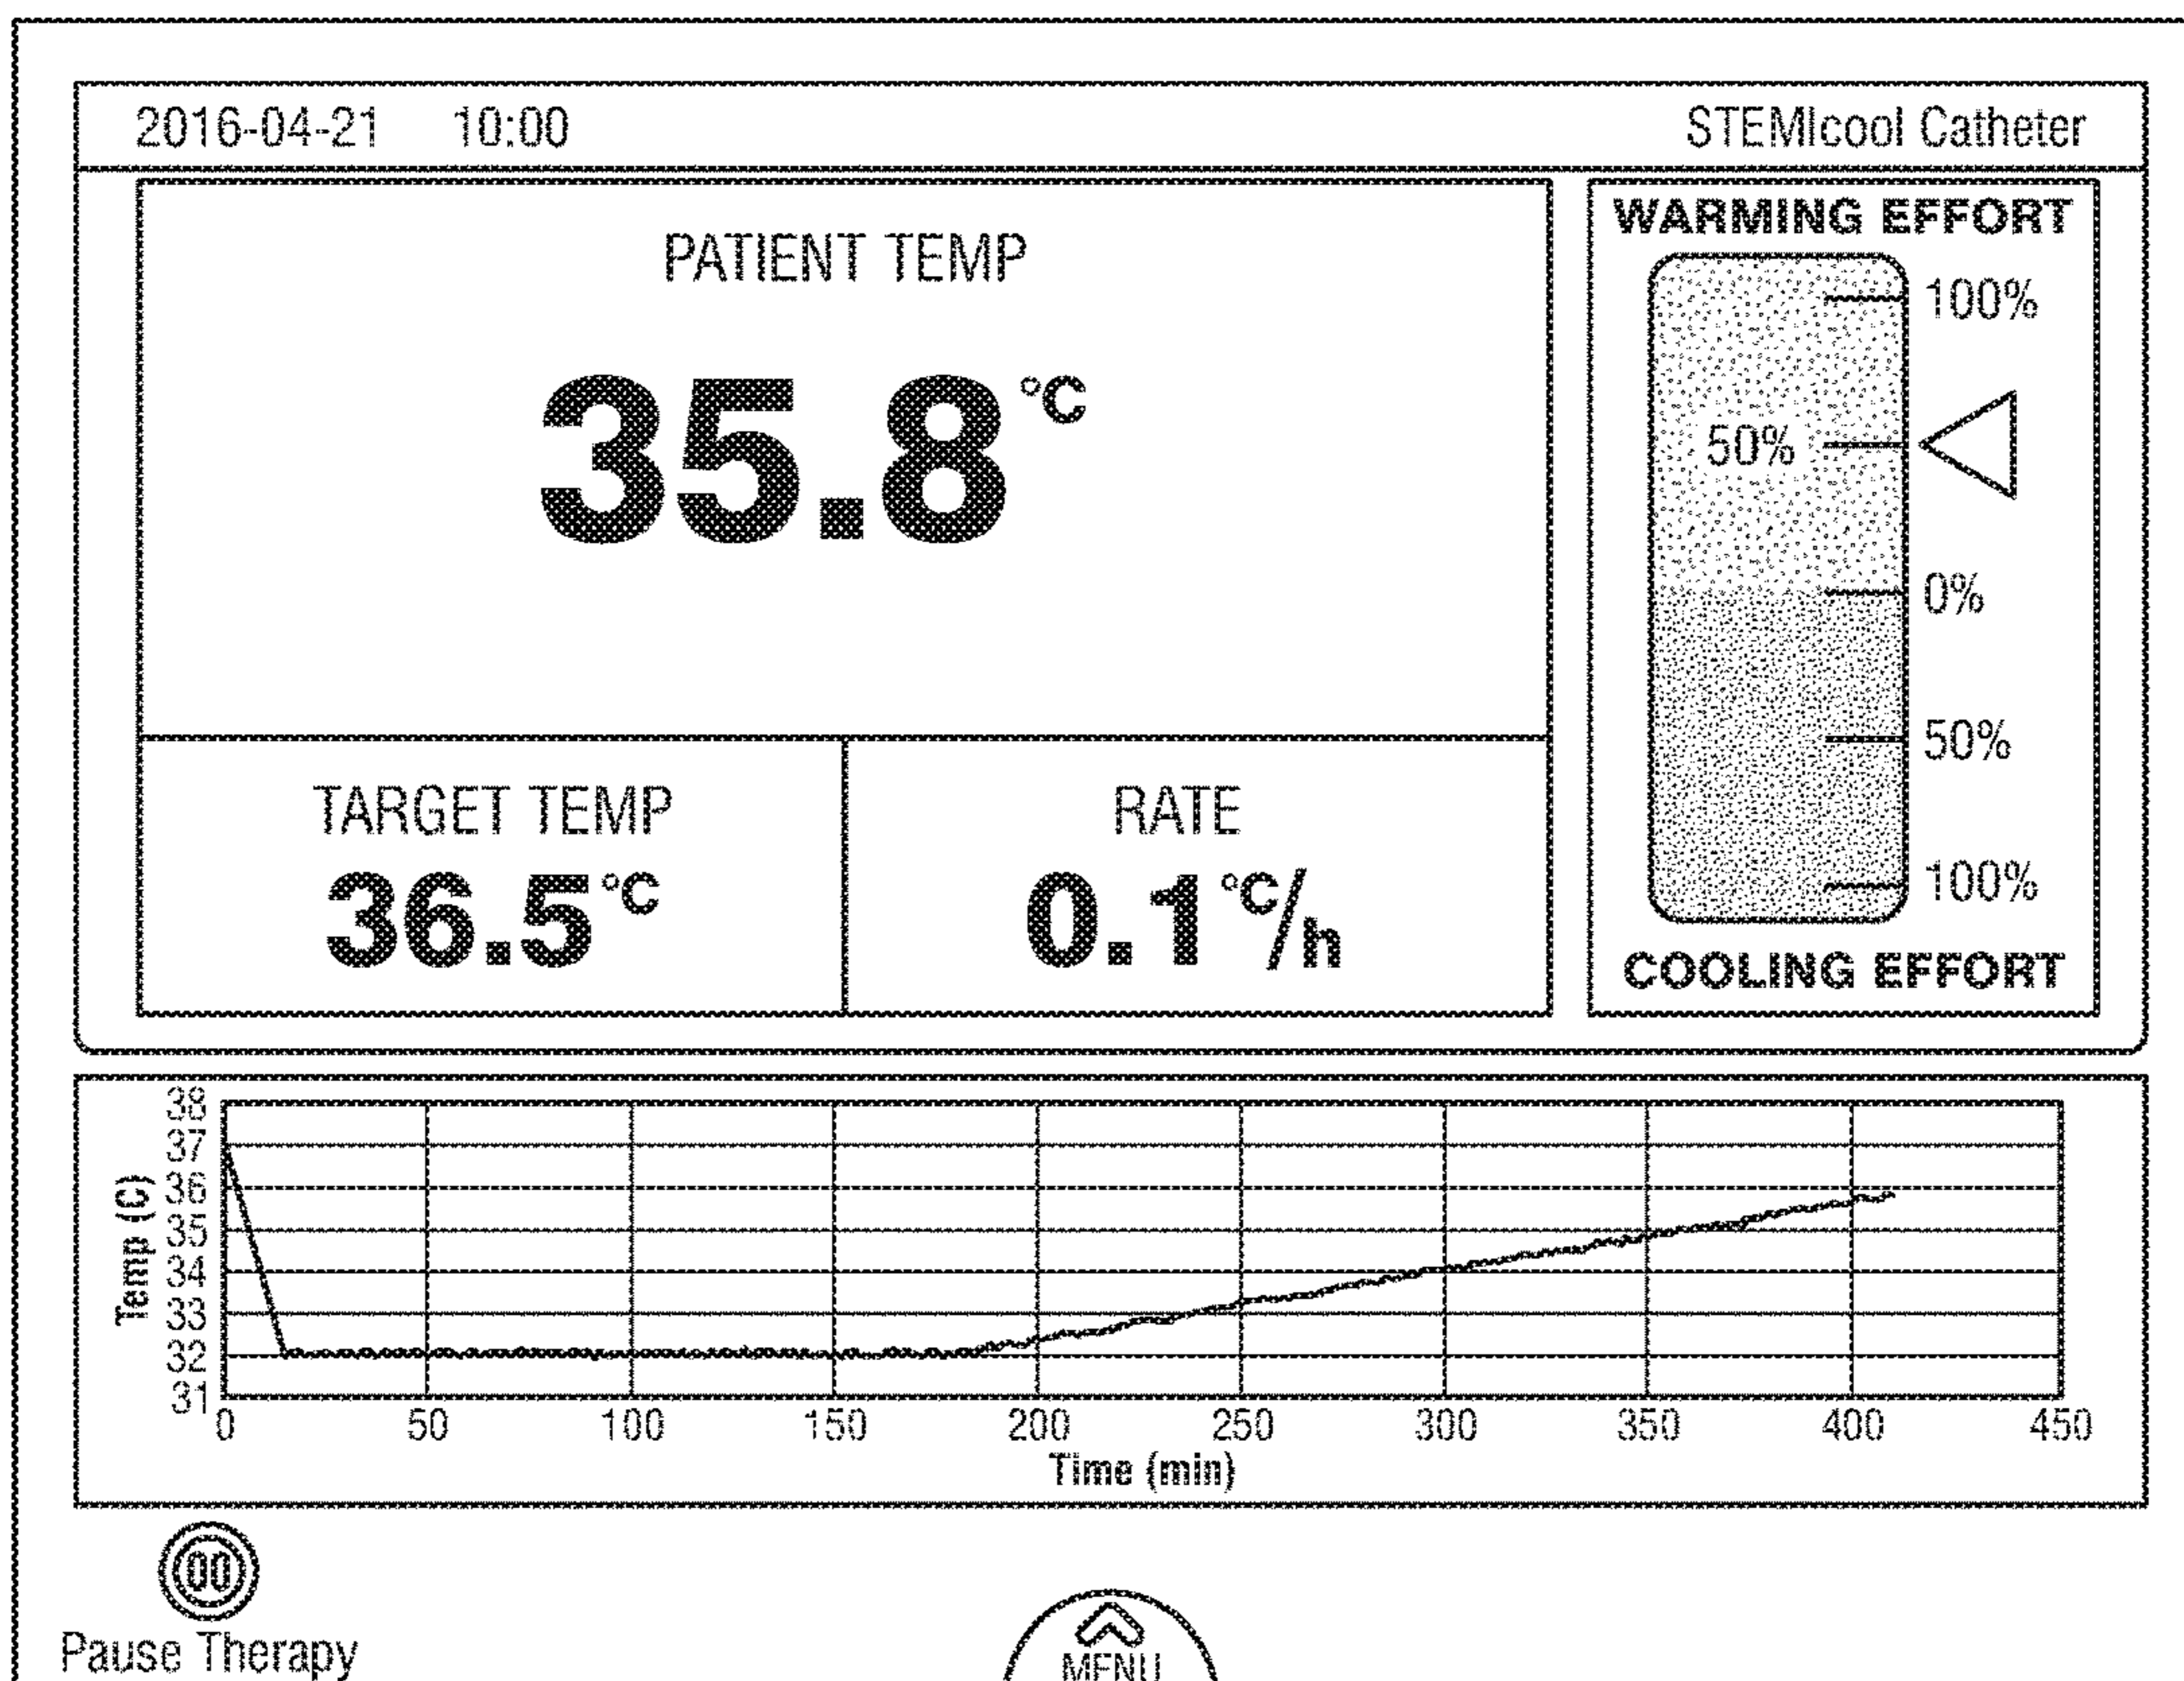 2016-04-21 10:00 STEMIcool Catheter
PATIENT TEMP
35.8 °C
TARGET TEMP
36.5 °C
RATE
0.1 °C/h
WARMING EFFORT
100%
50%
0%
50%
100%
COOLING EFFORT
Temp (C)
38
37
36
35
34
33
32
31
0 50 100 150 200 250 300 350 400 450
Time (min)
Pause Therapy
MENU